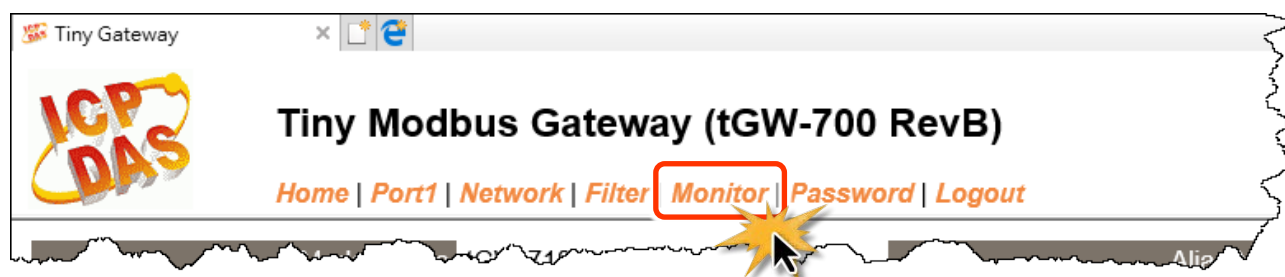 Tiny Gateway
ICP
DAS
Tiny Modbus Gateway (tGW-700 RevB)
Home | Port1 | Network | Filter | Monitor | Password | Logout